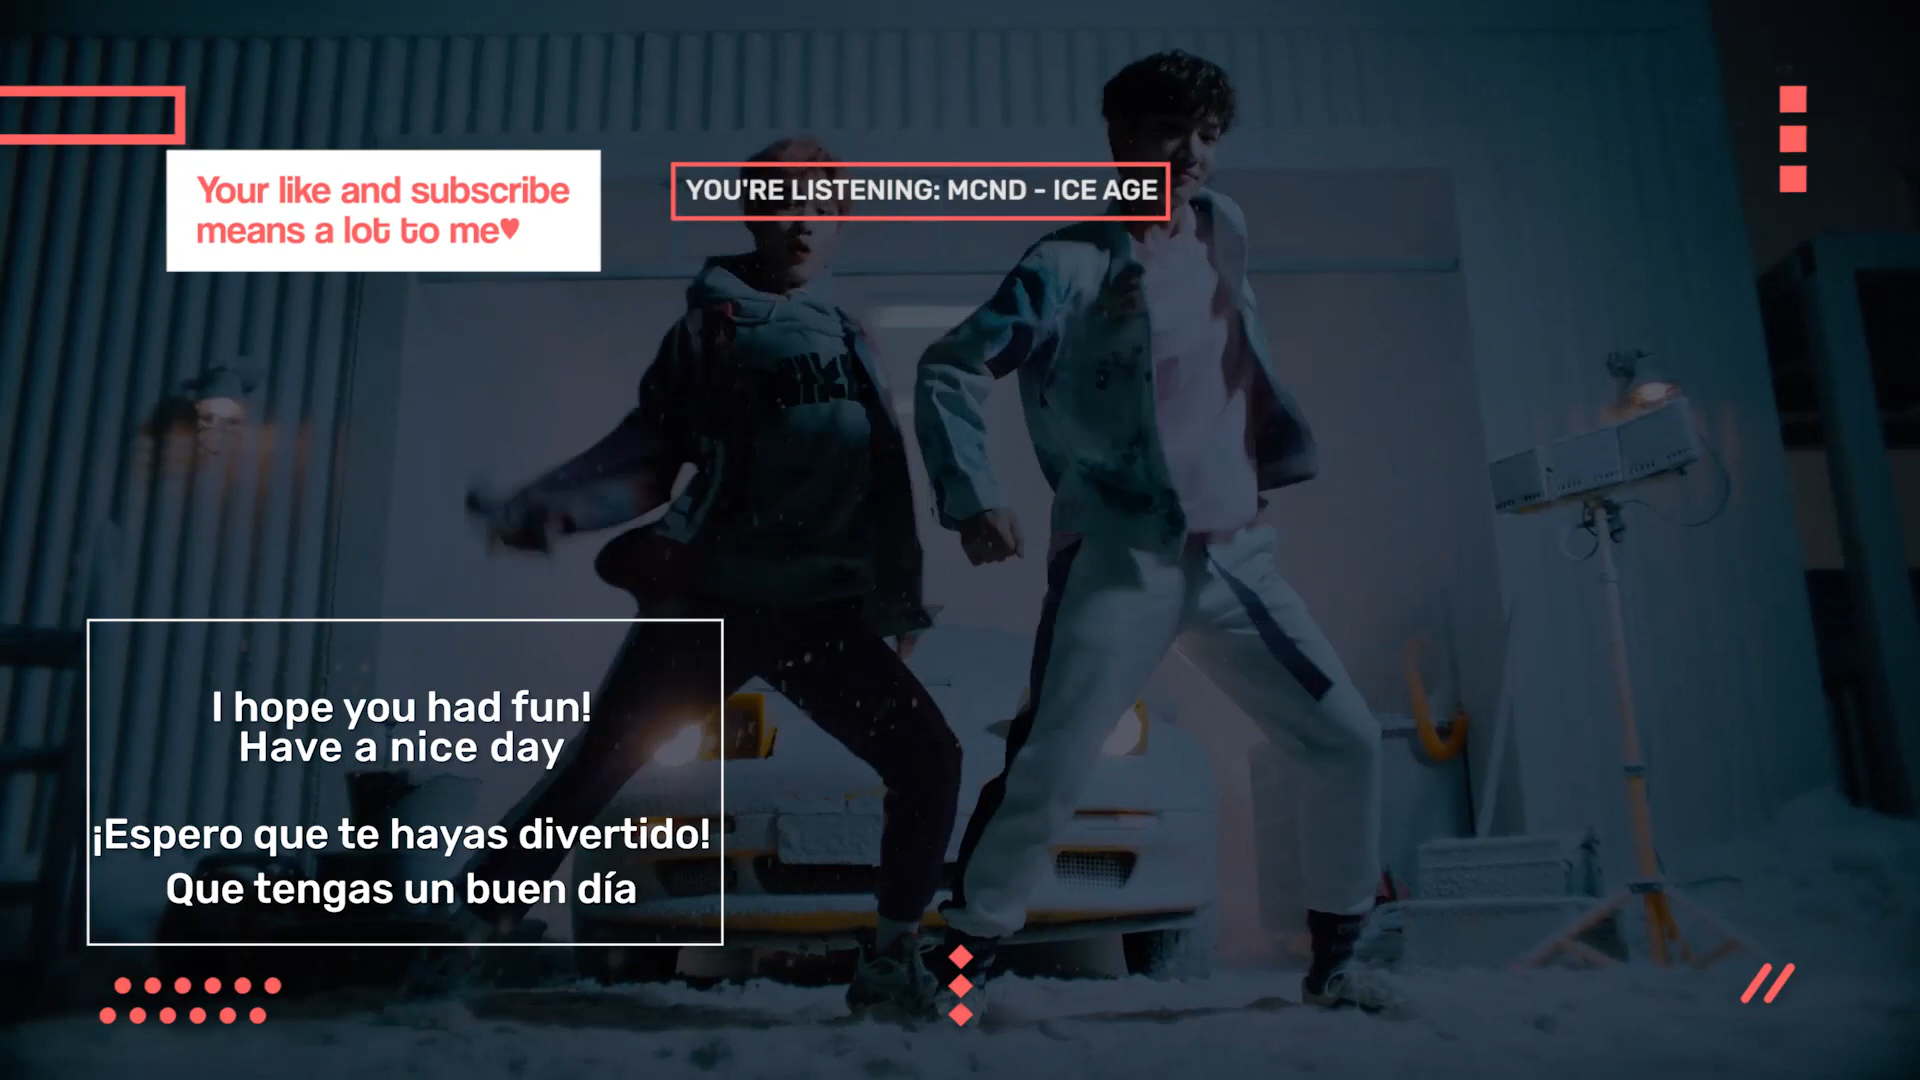 Your like and subscribe
means a lot to me♥
YOU'RE LISTENING: MCND - ICE AGE
I hope you had fun!
Have a nice day
¡Espero que te hayas divertido!
Que tengas un buen día